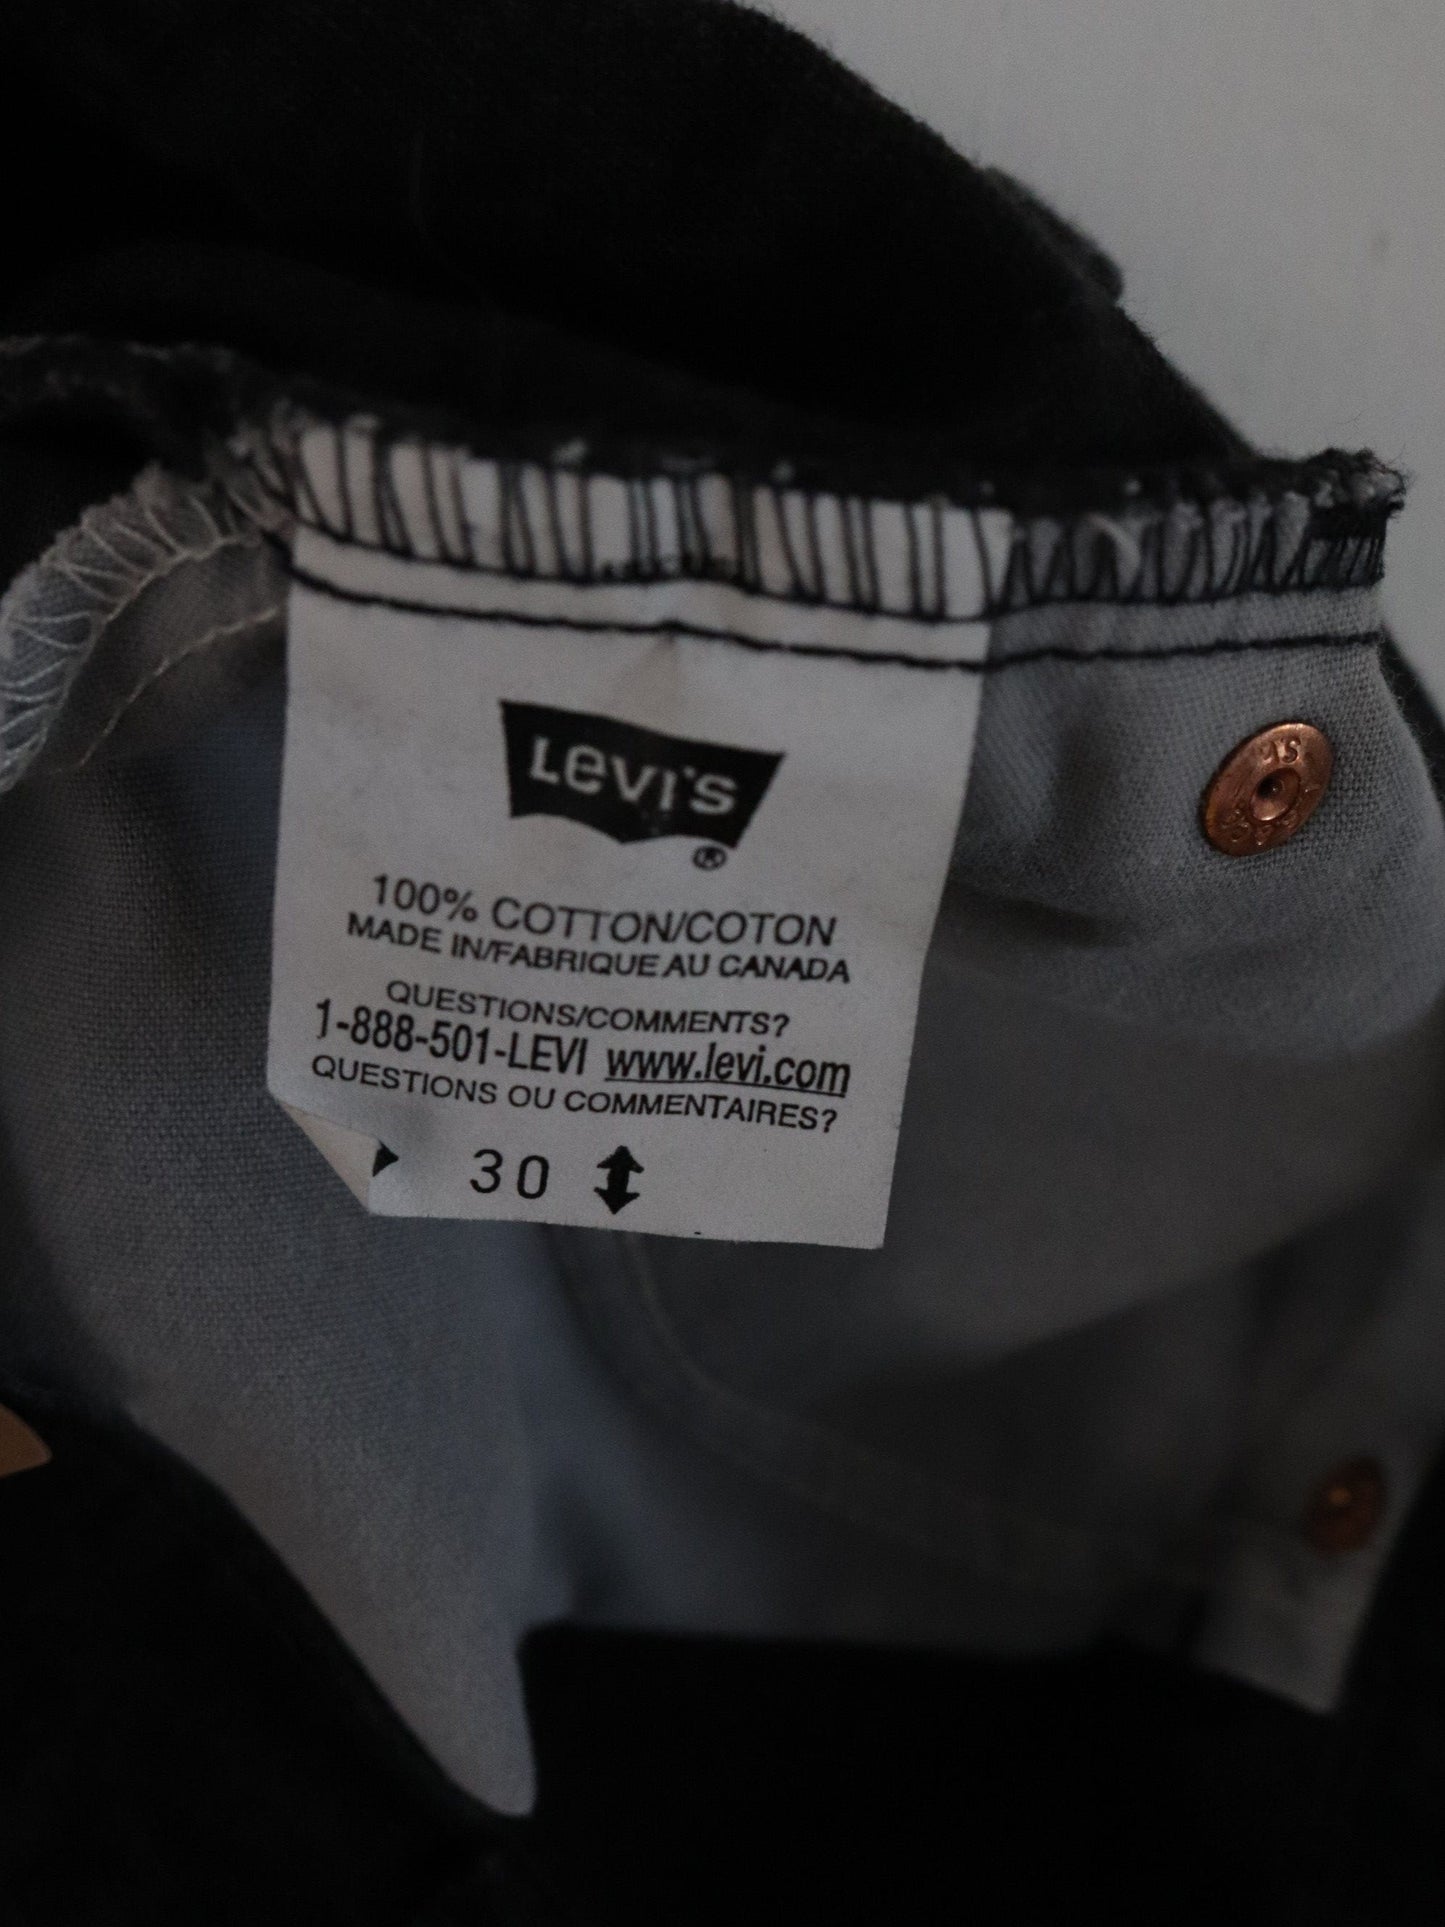 LEVI'S
®
100% COTTON/COTON
MADE IN/FABRIQUE AU CANADA
QUESTIONS/COMMENTS?
1-888-501-LEVI www.levi.com
QUESTIONS OU COMMENTAIRES?
30